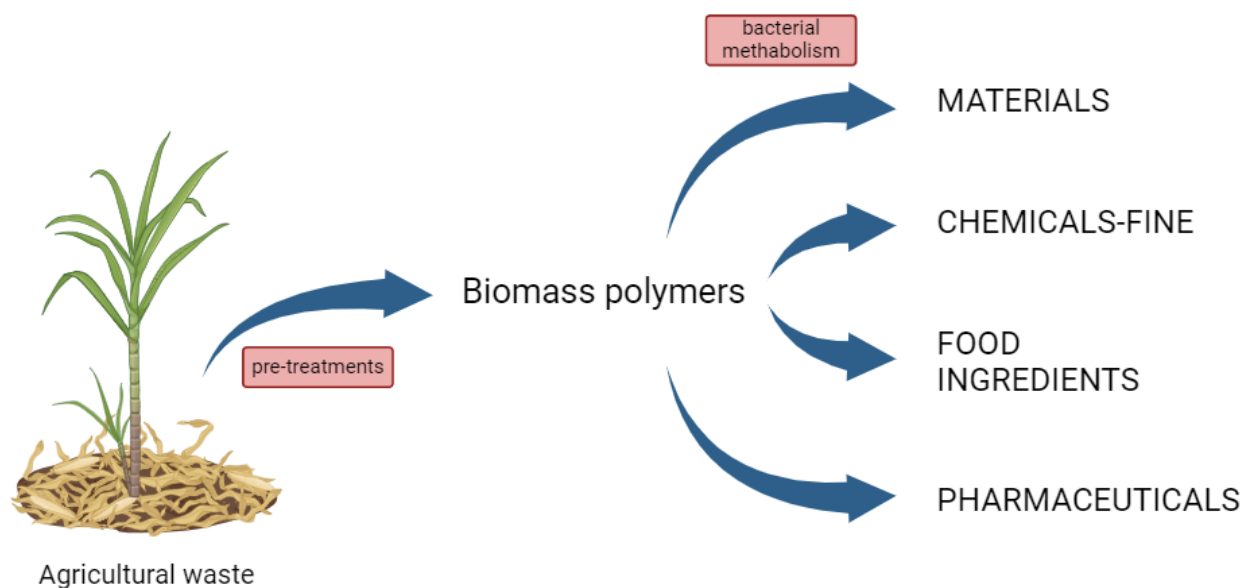 bacterial
methabolism
MATERIALS
CHEMICALS-FINE
Biomass polymers
pre-treatments
FOOD
INGREDIENTS
PHARMACEUTICALS
Agricultural waste